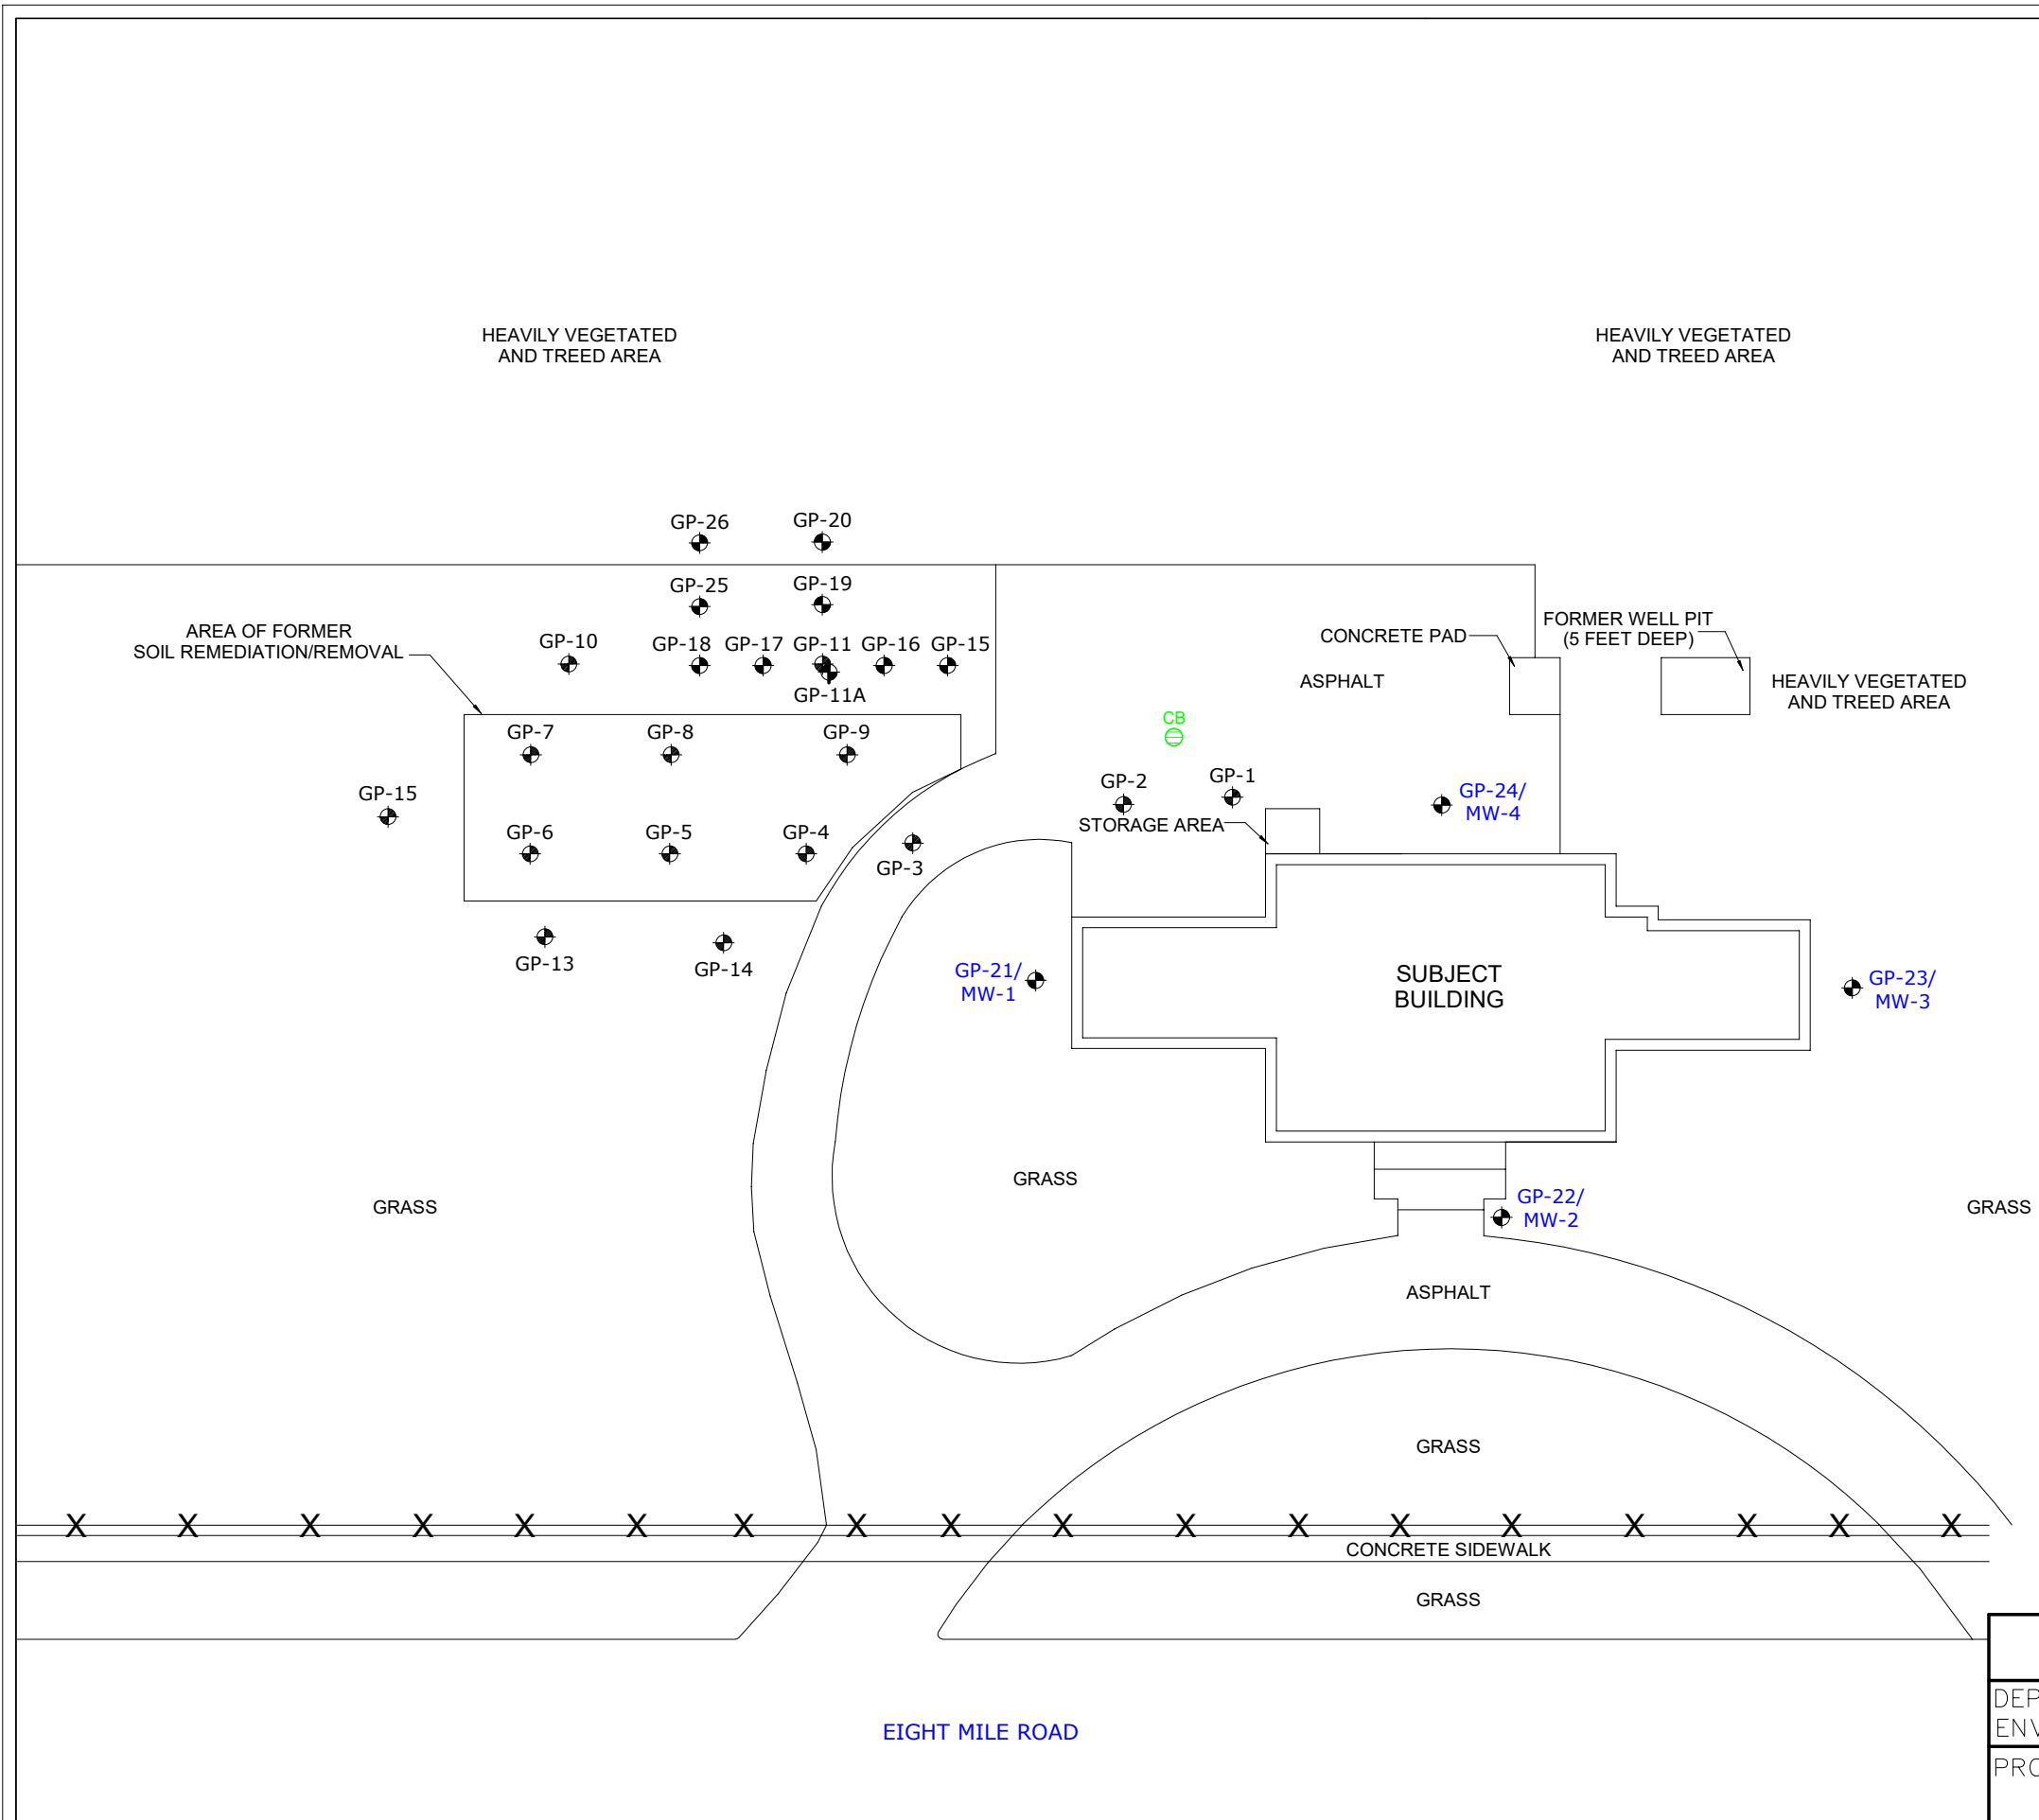 HEAVILY VEGETATED
AND TREED AREA
HEAVILY VEGETATED
AND TREED AREA
GP-26
GP-20
GP-25
GP-19
AREA OF FORMER
SOIL REMEDIATION/REMOVAL
GP-10
GP-18
GP-17
GP-11
GP-16
GP-15
GP-11A
CONCRETE PAD
FORMER WELL PIT
(5 FEET DEEP)
ASPHALT
HEAVILY VEGETATED
AND TREED AREA
CB
GP-7
GP-8
GP-9
GP-15
GP-2
GP-1
GP-24/
MW-4
STORAGE AREA
GP-6
GP-5
GP-4
GP-3
GP-13
GP-14
GP-21/
MW-1
SUBJECT
BUILDING
GP-23/
MW-3
GRASS
GRASS
GP-22/
MW-2
GRASS
ASPHALT
GRASS
X X X X X X X X X X X X X X X X X X
CONCRETE SIDEWALK
GRASS
EIGHT MILE ROAD
DEP
ENV